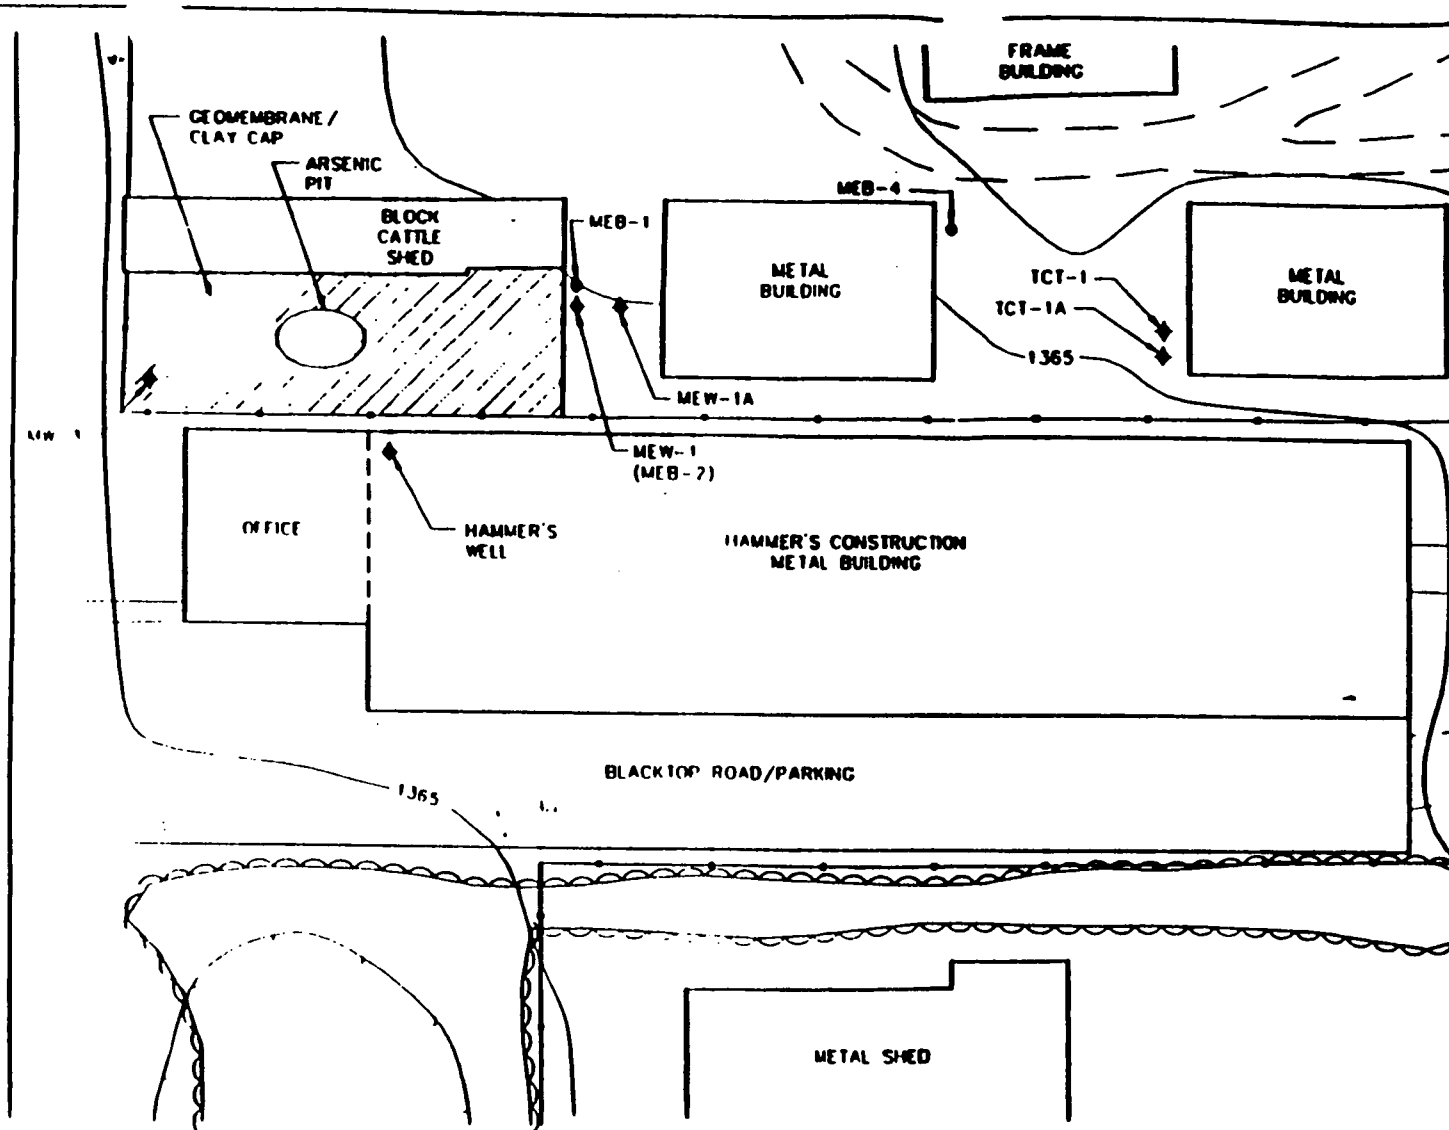 FRAME
BUILDING
GEOMEMBRANE/
CLAY CAP
ARSENIC
PIT
BLOCK
CATTLE
SHED
MEB-1
MEB-4
METAL
BUILDING
TCT-1
TCT-1A
METAL
BUILDING
1365
MEW-1A
MEW-1
(MEB-2)
OFFICE
HAMMER'S
WELL
HAMMER'S CONSTRUCTION
METAL BUILDING
BLACKTOP ROAD/PARKING
1365
METAL SHED